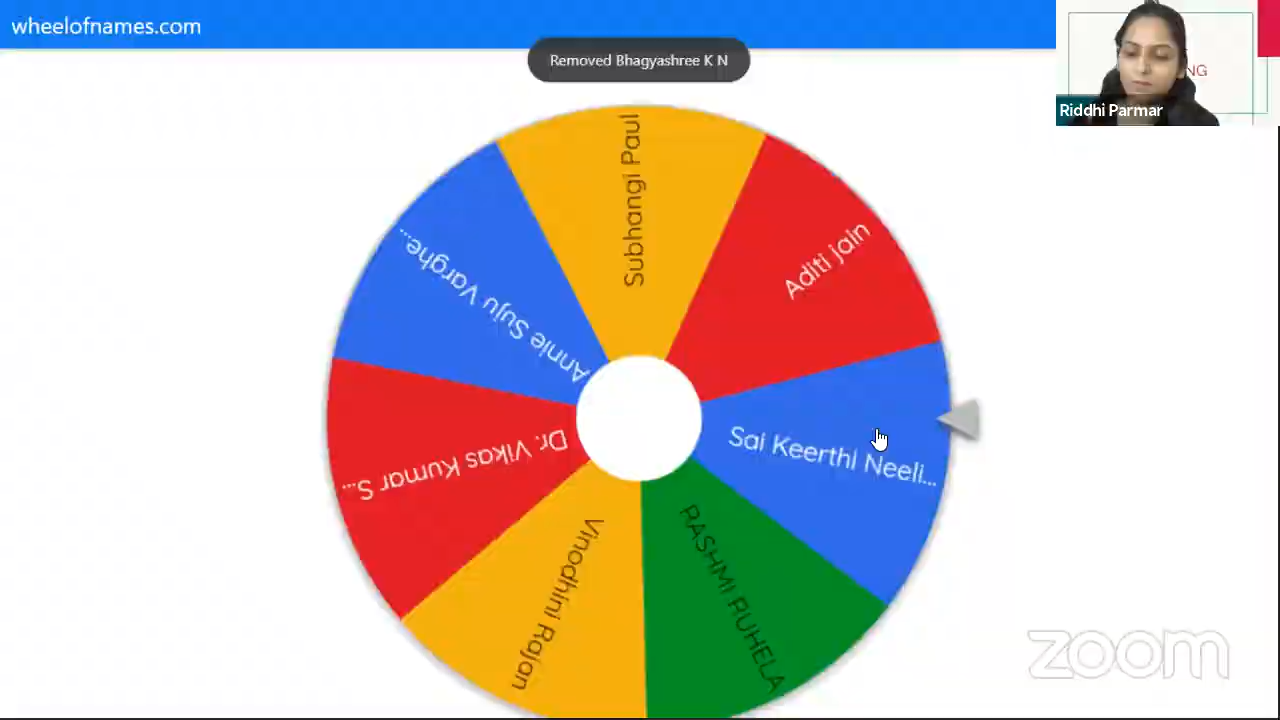 wheelofnames.com
Removed Bhagyashree K N
NG
Riddhi Parmar
Subhangi Paul
Aditi jain
Sai Keerthi Neeli...
RASHMI RUHELA
Vinodhini Rajan
Dr. Vikas Kumar S...
Annie Suju Varghe...
zoom